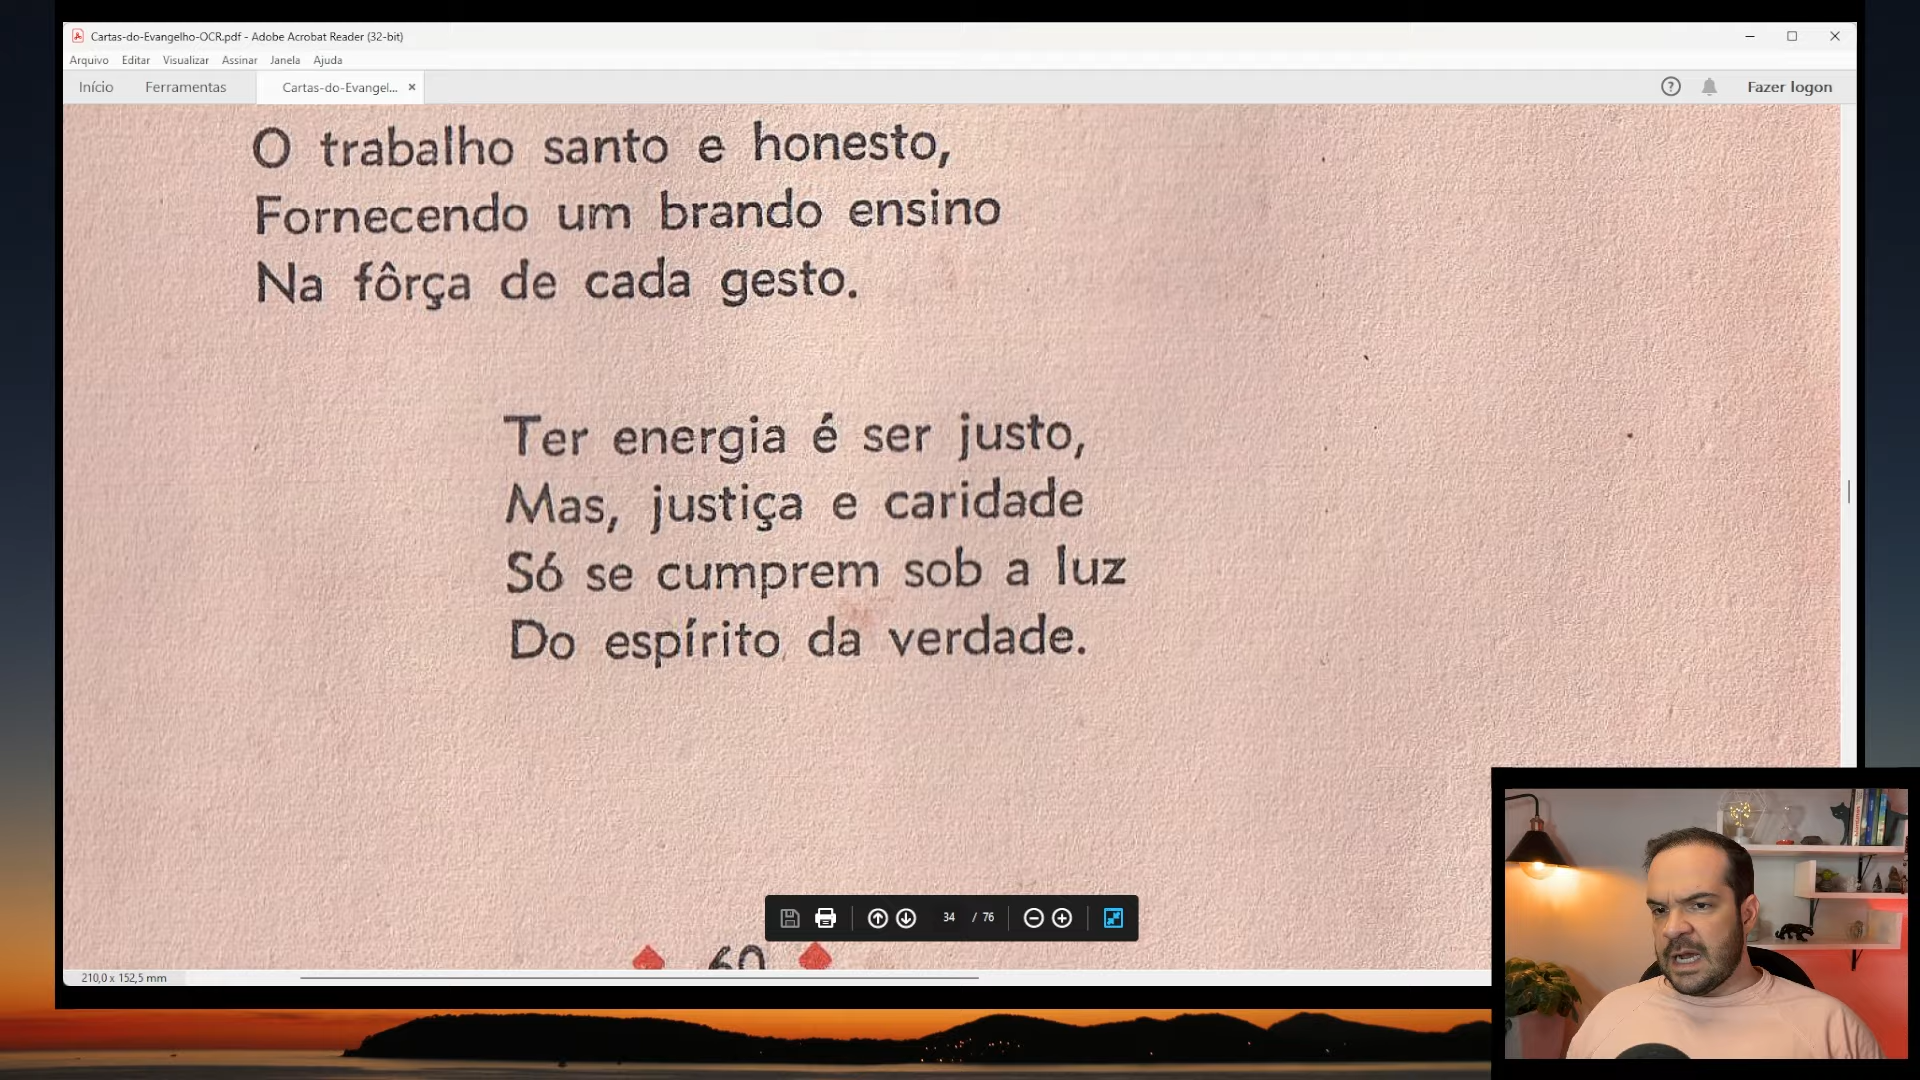 Cartas-do-Evangelho-OCR.pdf - Adobe Acrobat Reader (32-bit)
Arquivo Editar Visualizar Assinar Janela Ajuda
Início Ferramentas Cartas-do-Evangel... × Fazer logon
O trabalho santo e honesto,
Fornecendo um brando ensino
Na fôrça de cada gesto.
Ter energia é ser justo,
Mas, justiça e caridade
Só se cumprem sob a luz
Do espírito da verdade.
34 / 76
60
210,0 x 152,5 mm